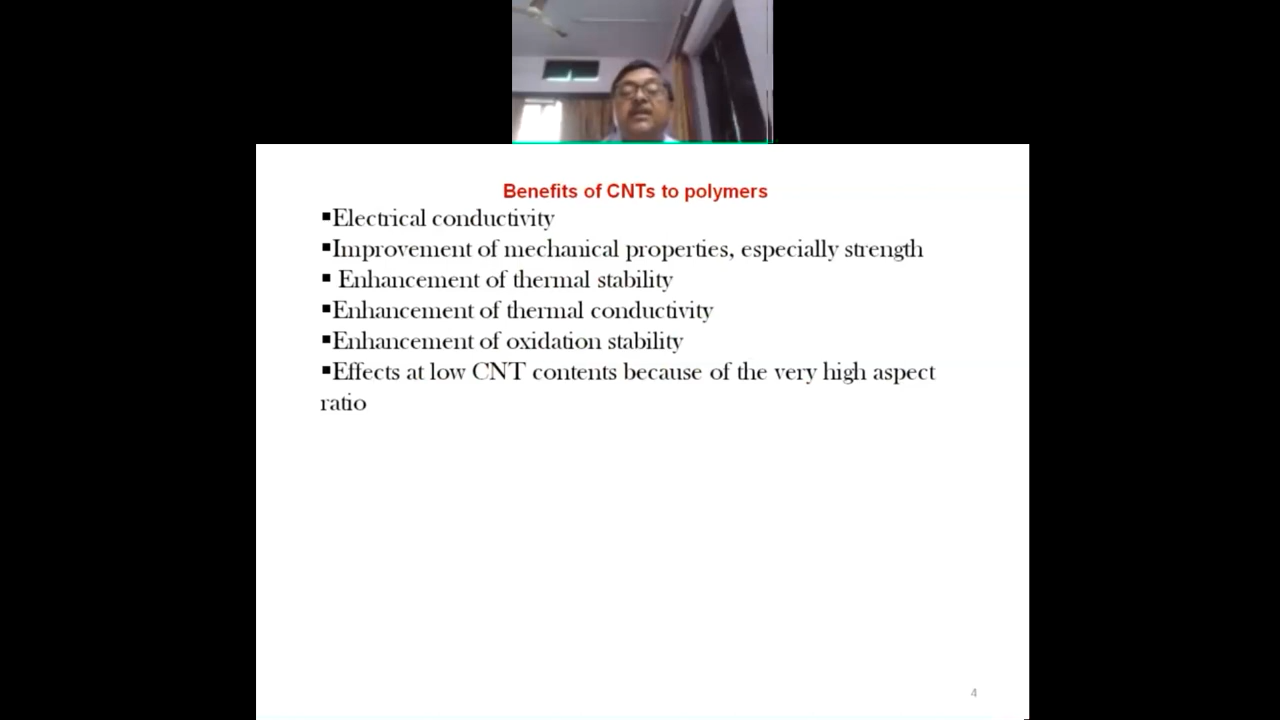 Benefits of CNTs to polymers
▪Electrical conductivity
▪Improvement of mechanical properties, especially strength
▪ Enhancement of thermal stability
▪Enhancement of thermal conductivity
▪Enhancement of oxidation stability
▪Effects at low CNT contents because of the very high aspect
ratio
4